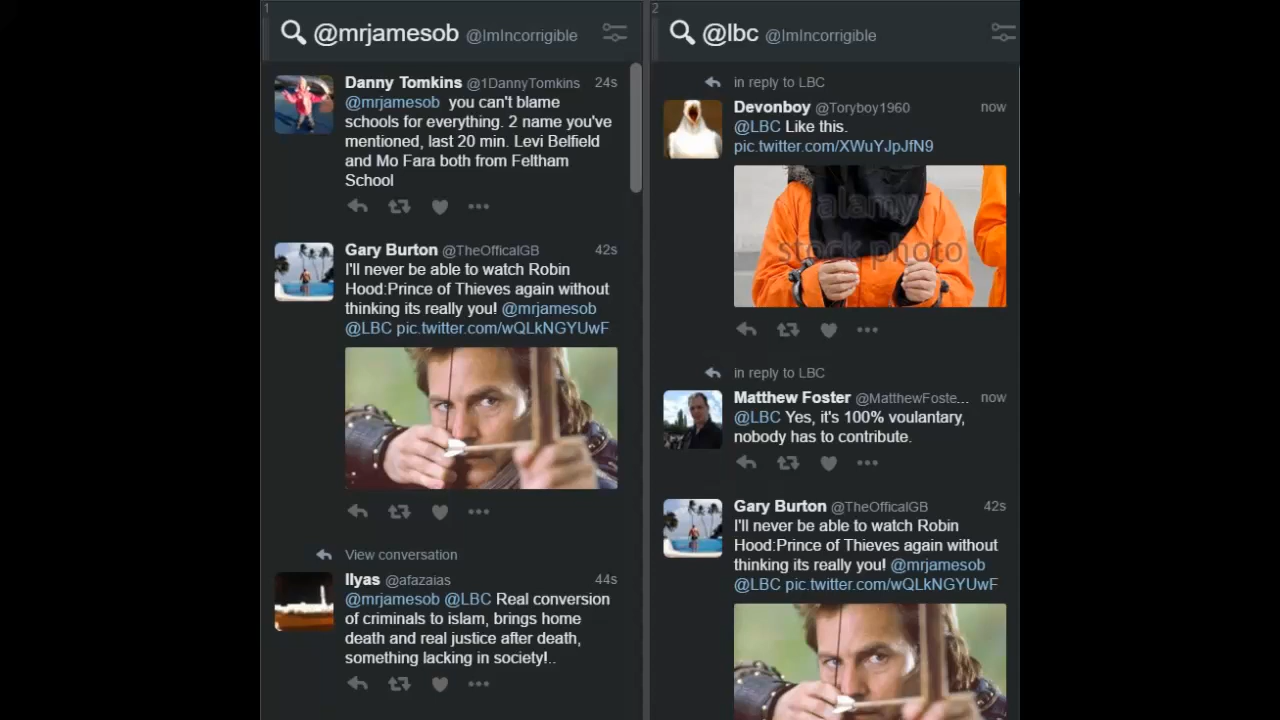 1
@mrjamesob @ImIncorrigible
Danny Tomkins @1DannyTomkins 24s
@mrjamesob you can't blame
schools for everything. 2 name you've
mentioned, last 20 min. Levi Belfield
and Mo Fara both from Feltham
School
Gary Burton @TheOfficalGB 42s
I'll never be able to watch Robin
Hood:Prince of Thieves again without
thinking its really you! @mrjamesob
@LBC pic.twitter.com/wQLkNGYUwF
View conversation
Ilyas @afazaias 44s
@mrjamesob @LBC Real conversion
of criminals to islam, brings home
death and real justice after death,
something lacking in society!..
2
@lbc @ImIncorrigible
in reply to LBC
Devonboy @Toryboy1960 now
@LBC Like this.
pic.twitter.com/XWuYJpJfN9
alamy
stock photo
in reply to LBC
Matthew Foster @MatthewFoste... now
@LBC Yes, it's 100% voulantary,
nobody has to contribute.
Gary Burton @TheOfficalGB 42s
I'll never be able to watch Robin
Hood:Prince of Thieves again without
thinking its really you! @mrjamesob
@LBC pic.twitter.com/wQLkNGYUwF